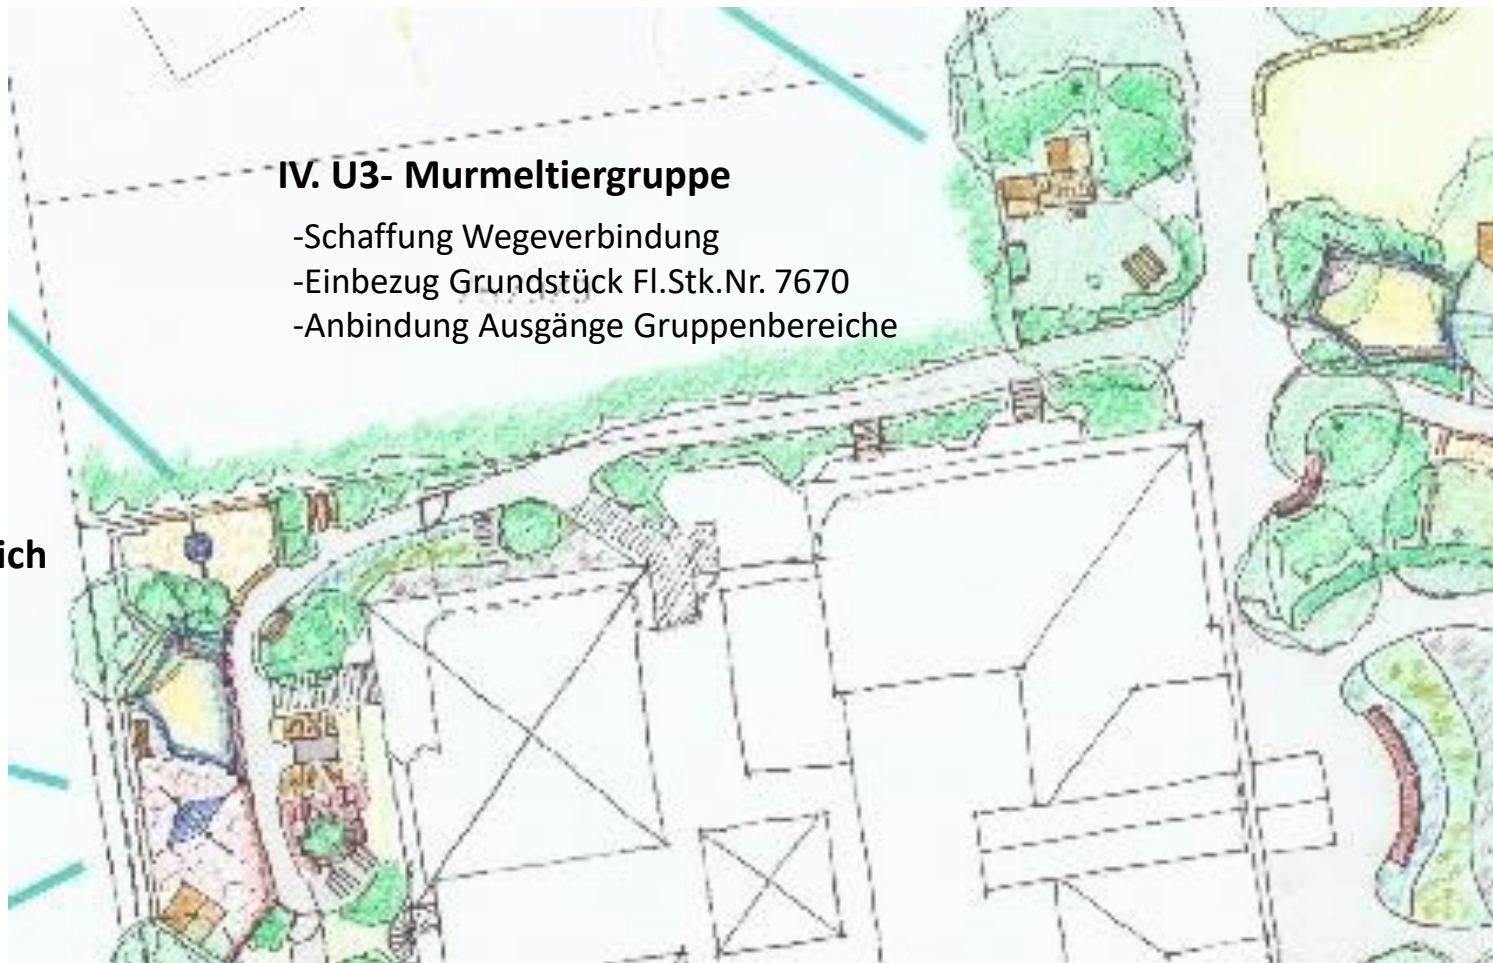 IV. U3- Murmeltiergruppe
-Schaffung Wegeverbindung
-Einbezug Grundstück Fl.Stk.Nr. 7670
-Anbindung Ausgänge Gruppenbereiche
ich